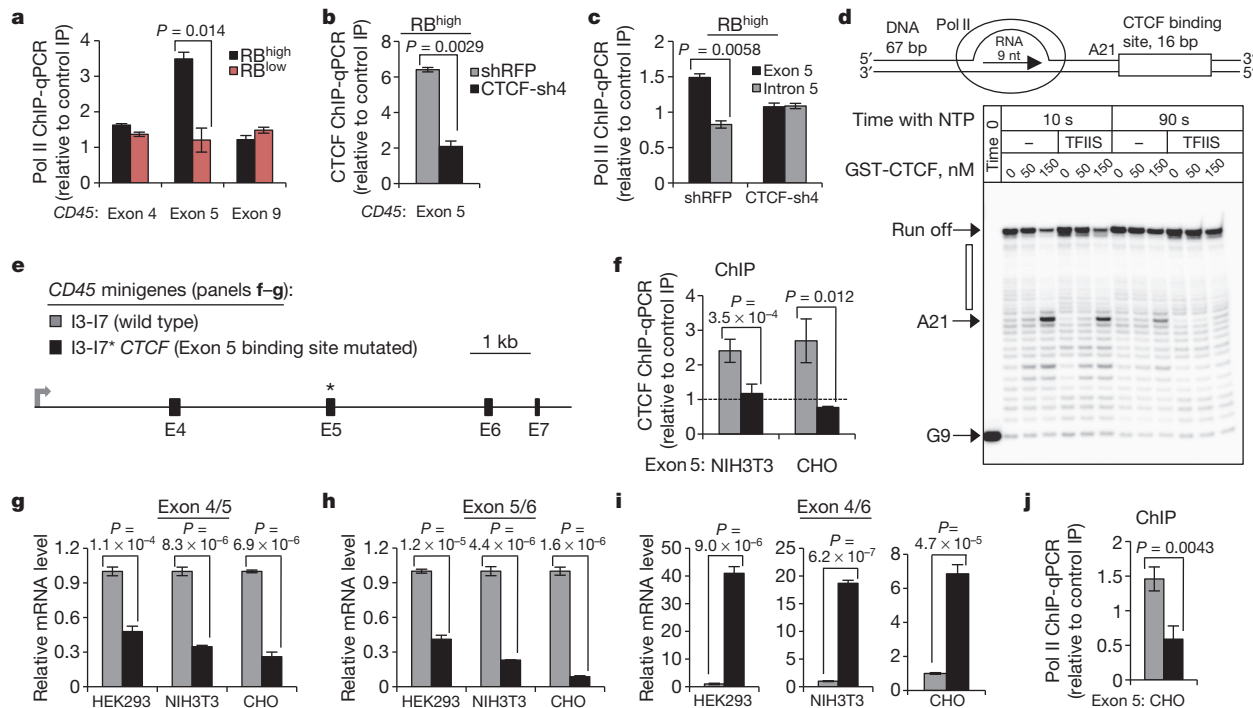 a
Pol II ChIP-qPCR
(relative to control IP)
4
3
2
1
0
P = 0.014
RBhigh
RBlow
CD45: Exon 4 Exon 5 Exon 9
b
RBhigh
CTCF ChIP-qPCR
(relative to control IP)
8
6
4
2
0
P = 0.0029
shRFP
CTCF-sh4
CD45: Exon 5
c
RBhigh
Pol II ChIP-qPCR
(relative to control IP)
2
1.5
1
0.5
0
P = 0.0058
Exon 5
Intron 5
shRFP CTCF-sh4
d
DNA
67 bp
Pol II
RNA
9 nt
A21
CTCF binding
site, 16 bp
5′
3′
3′
5′
Time with NTP
Time 0
10 s 90 s
– TFIIS – TFIIS
GST-CTCF, nM
0 50 150 0 50 150 0 50 150 0 50 150
Run off
A21
G9
e
CD45 minigenes (panels f–g):
I3-I7 (wild type)
I3-I7* CTCF (Exon 5 binding site mutated)
1 kb
*
E4 E5 E6 E7
f
ChIP
CTCF ChIP-qPCR
(relative to control IP)
4
3
2
1
0
P =
3.5 × 10⁻⁴
P = 0.012
Exon 5: NIH3T3 CHO
g
Exon 4/5
Relative mRNA level
1.2
0.9
0.6
0.3
0
P =
1.1 × 10⁻⁴
P =
8.3 × 10⁻⁶
P =
6.9 × 10⁻⁶
HEK293 NIH3T3 CHO
h
Exon 5/6
Relative mRNA level
1.2
0.9
0.6
0.3
0
P =
1.2 × 10⁻⁵
P =
4.4 × 10⁻⁶
P =
1.6 × 10⁻⁶
HEK293 NIH3T3 CHO
i
Exon 4/6
Relative mRNA level
50
40
30
20
10
0
P =
9.0 × 10⁻⁶
HEK293
25
20
15
10
5
0
P =
6.2 × 10⁻⁷
NIH3T3
10
8
6
4
2
0
P=
4.7 × 10⁻⁵
CHO
j
ChIP
Pol II ChIP-qPCR
(relative to control IP)
2
1.5
1
0.5
0
P = 0.0043
Exon 5: CHO